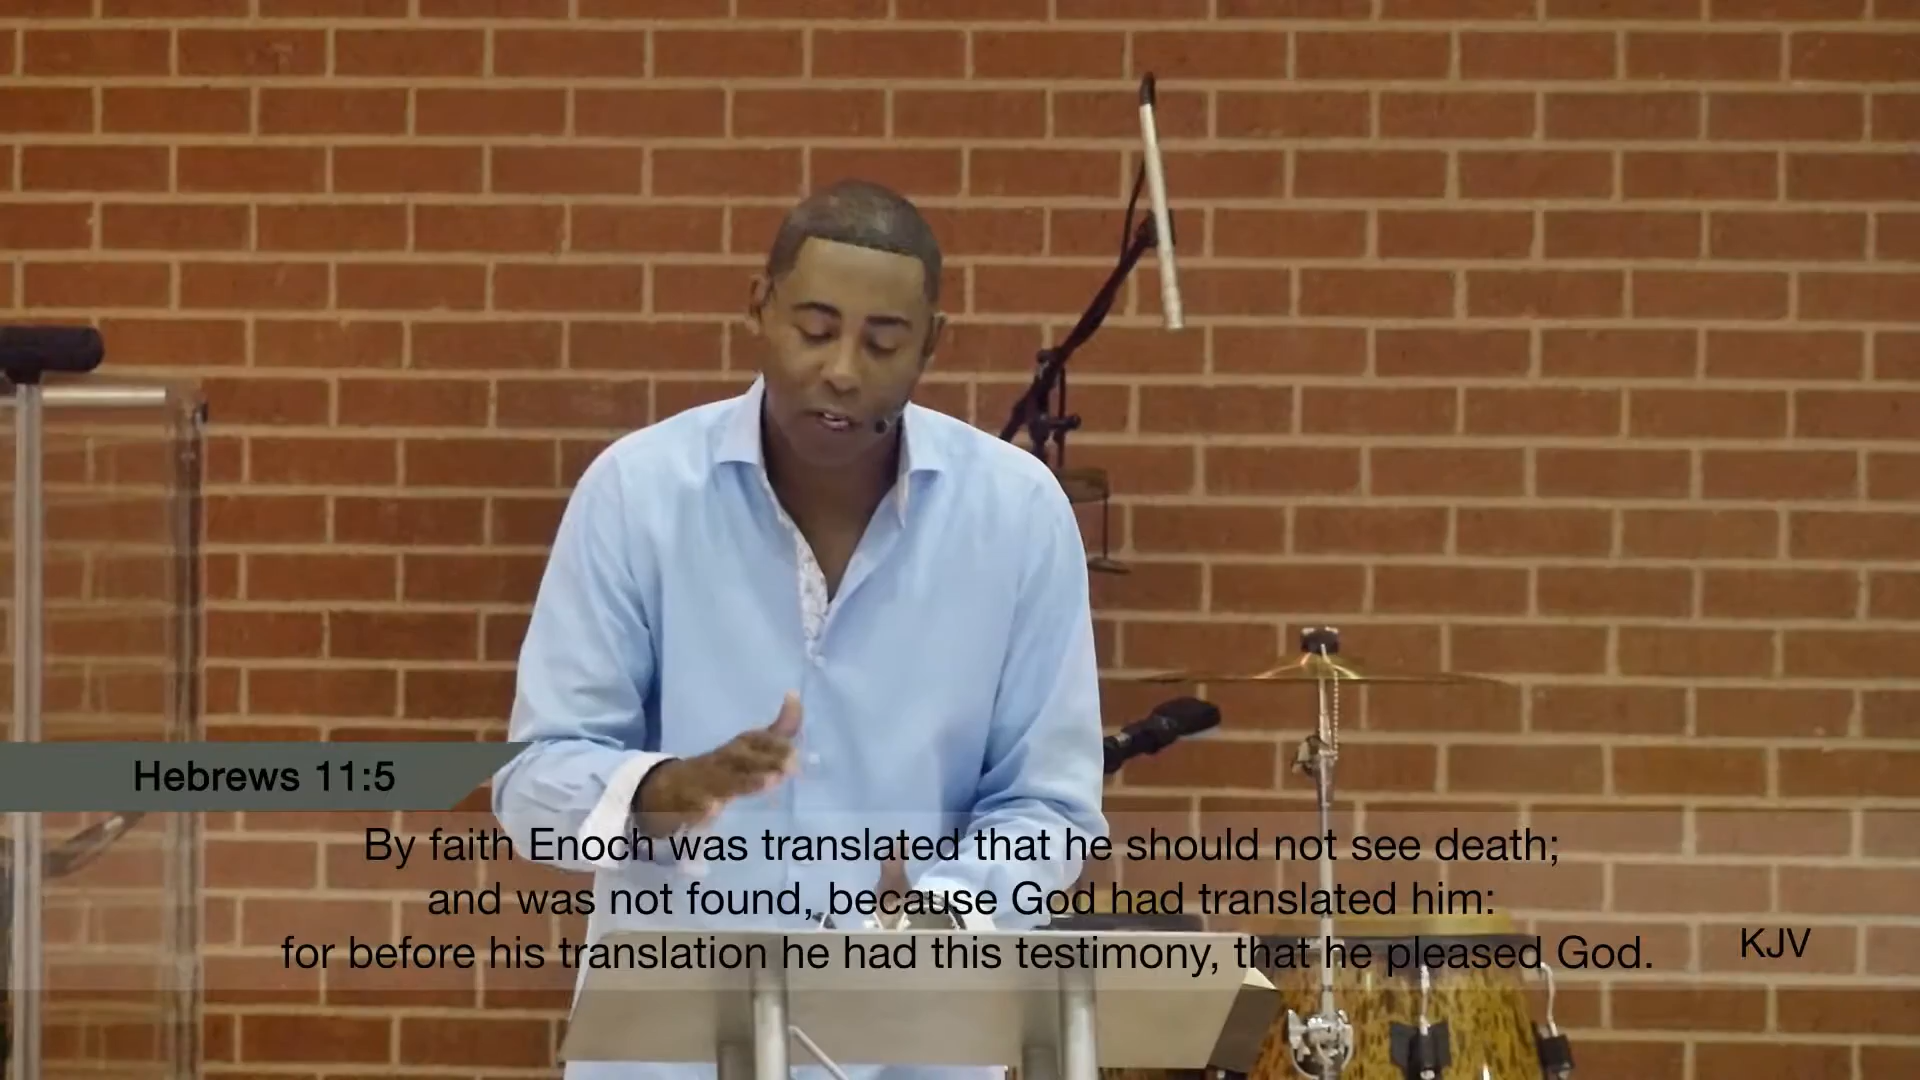 Hebrews 11:5
By faith Enoch was translated that he should not see death;
and was not found, because God had translated him:
for before his translation he had this testimony, that he pleased God.
KJV